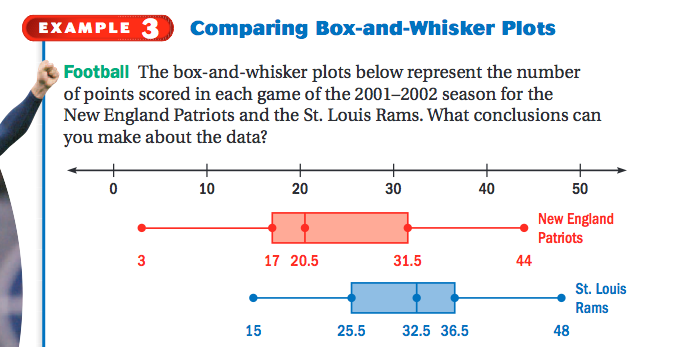 EXAMPLE 3 Comparing Box-and-Whisker Plots
Football The box-and-whisker plots below represent the number
of points scored in each game of the 2001–2002 season for the
New England Patriots and the St. Louis Rams. What conclusions can
you make about the data?
0 10 20 30 40 50
New England
Patriots
3 17 20.5 31.5 44
St. Louis
Rams
15 25.5 32.5 36.5 48